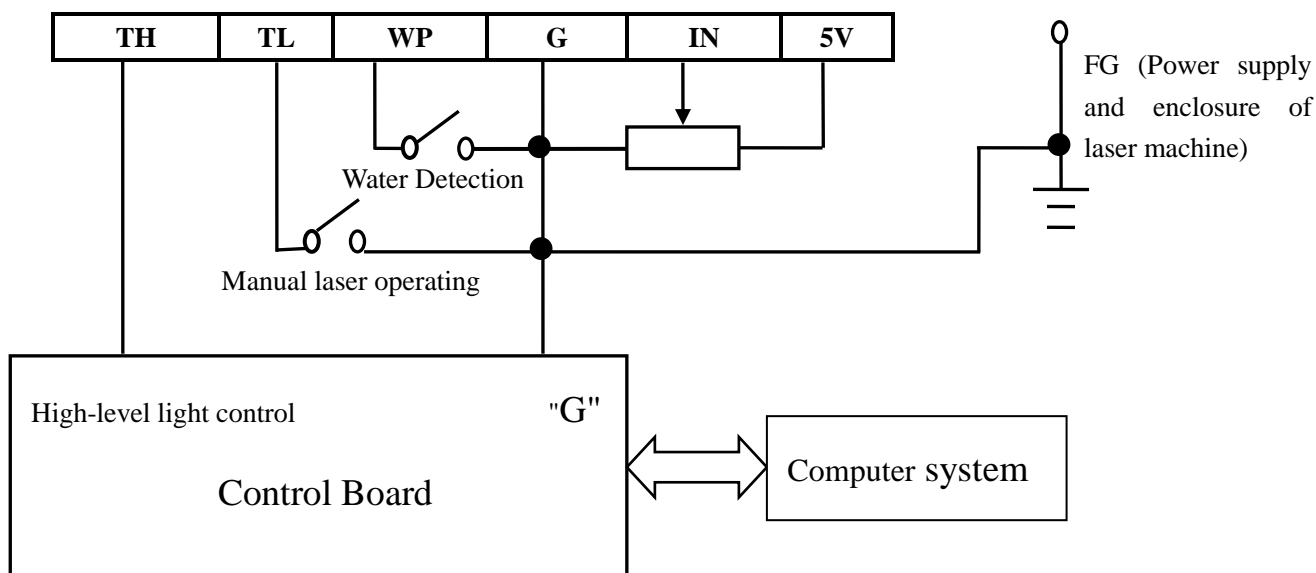 TH TL WP G IN 5V
FG (Power supply
and enclosure of
laser machine)
Water Detection
Manual laser operating
High-level light control "G"
Control Board
Computer system